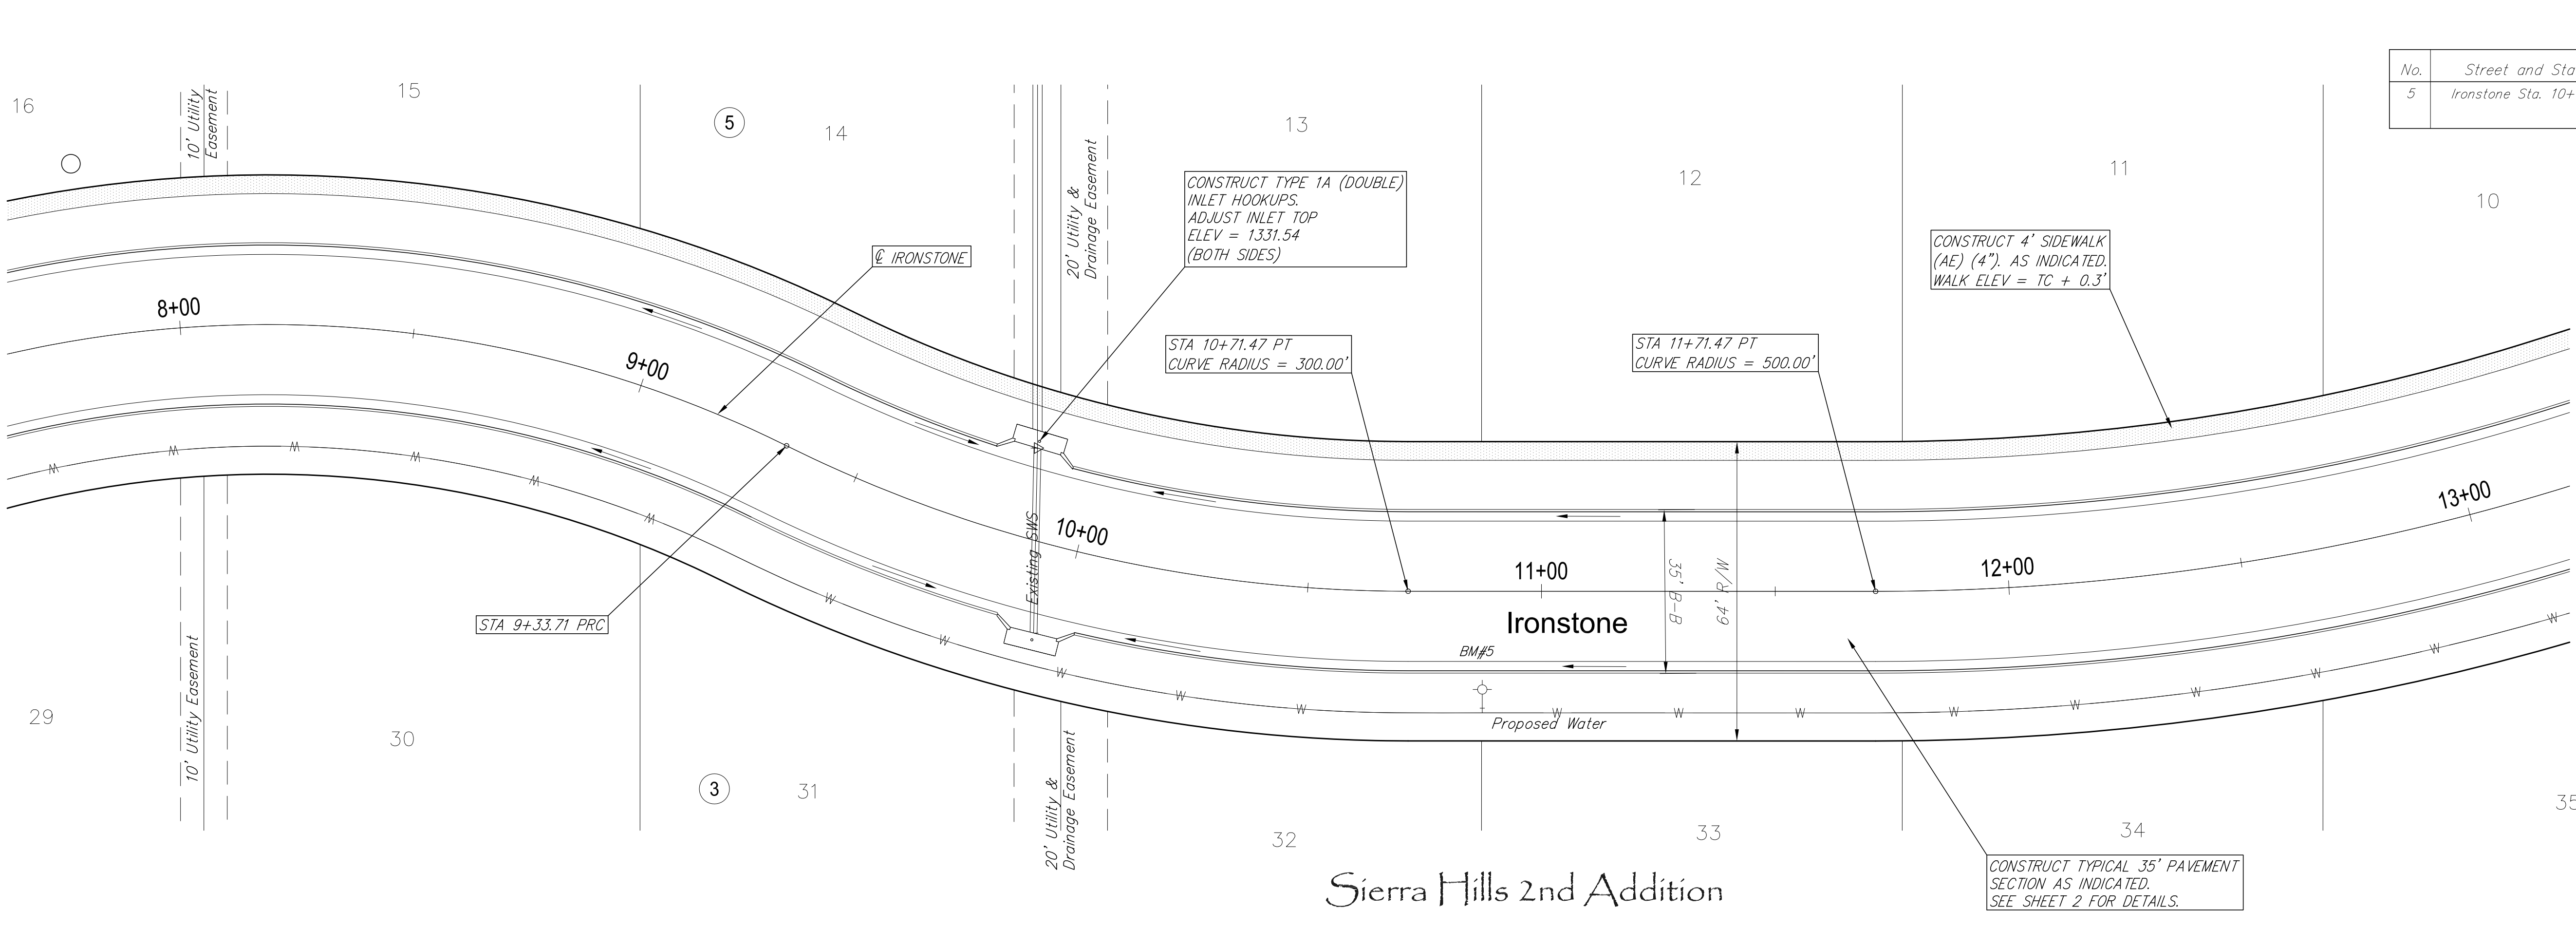 No.
Street and Sta
5
Ironstone Sta. 10+
16
15
14
13
12
11
10
5
10' Utility
Easement
20' Utility &
Drainage Easement
CONSTRUCT TYPE 1A (DOUBLE)
INLET HOOKUPS.
ADJUST INLET TOP
ELEV = 1331.54
(BOTH SIDES)
℄ IRONSTONE
CONSTRUCT 4' SIDEWALK
(AE) (4"). AS INDICATED.
WALK ELEV = TC + 0.3'
STA 10+71.47 PT
CURVE RADIUS = 300.00'
STA 11+71.47 PT
CURVE RADIUS = 500.00'
8+00
9+00
10+00
11+00
12+00
13+00
Existing SWS
35' B-B
64' R/W
Ironstone
STA 9+33.71 PRC
BM#5
W W W W W W W W W W W W W W W W W W W W W
Proposed Water
10' Utility Easement
20' Utility &
Drainage Easement
29
30
3
31
32
33
34
35
CONSTRUCT TYPICAL 35' PAVEMENT
SECTION AS INDICATED.
SEE SHEET 2 FOR DETAILS.
Sierra Hills 2nd Addition